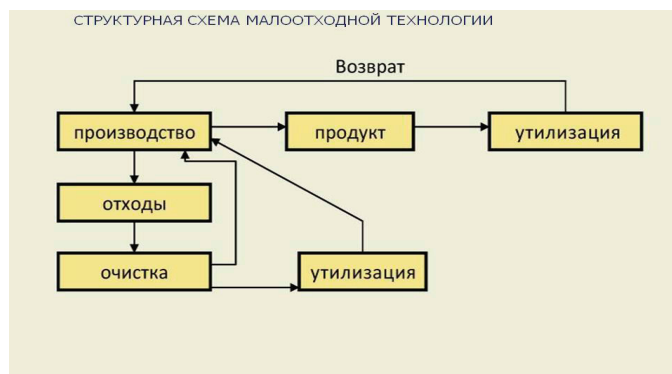 СТРУКТУРНАЯ СХЕМА МАЛООТХОДНОЙ ТЕХНОЛОГИИ
Возврат
производство
продукт
утилизация
отходы
очистка
утилизация